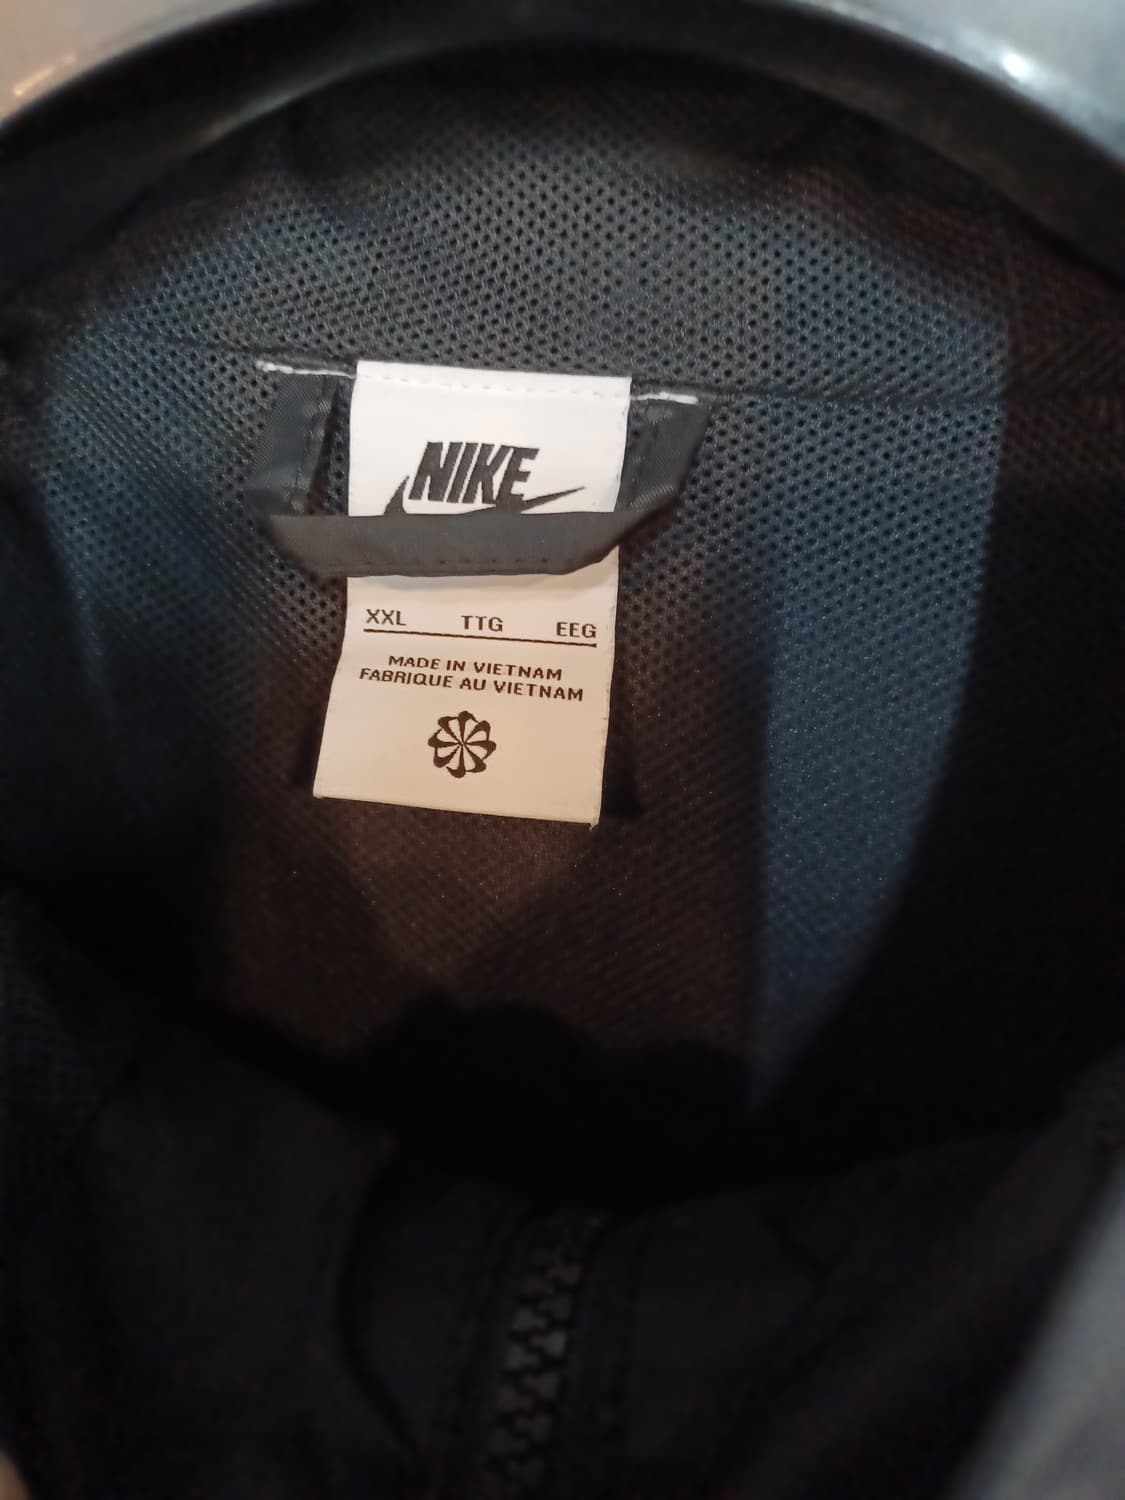 NIKE
XXL TTG EEG
MADE IN VIETNAM
FABRIQUE AU VIETNAM